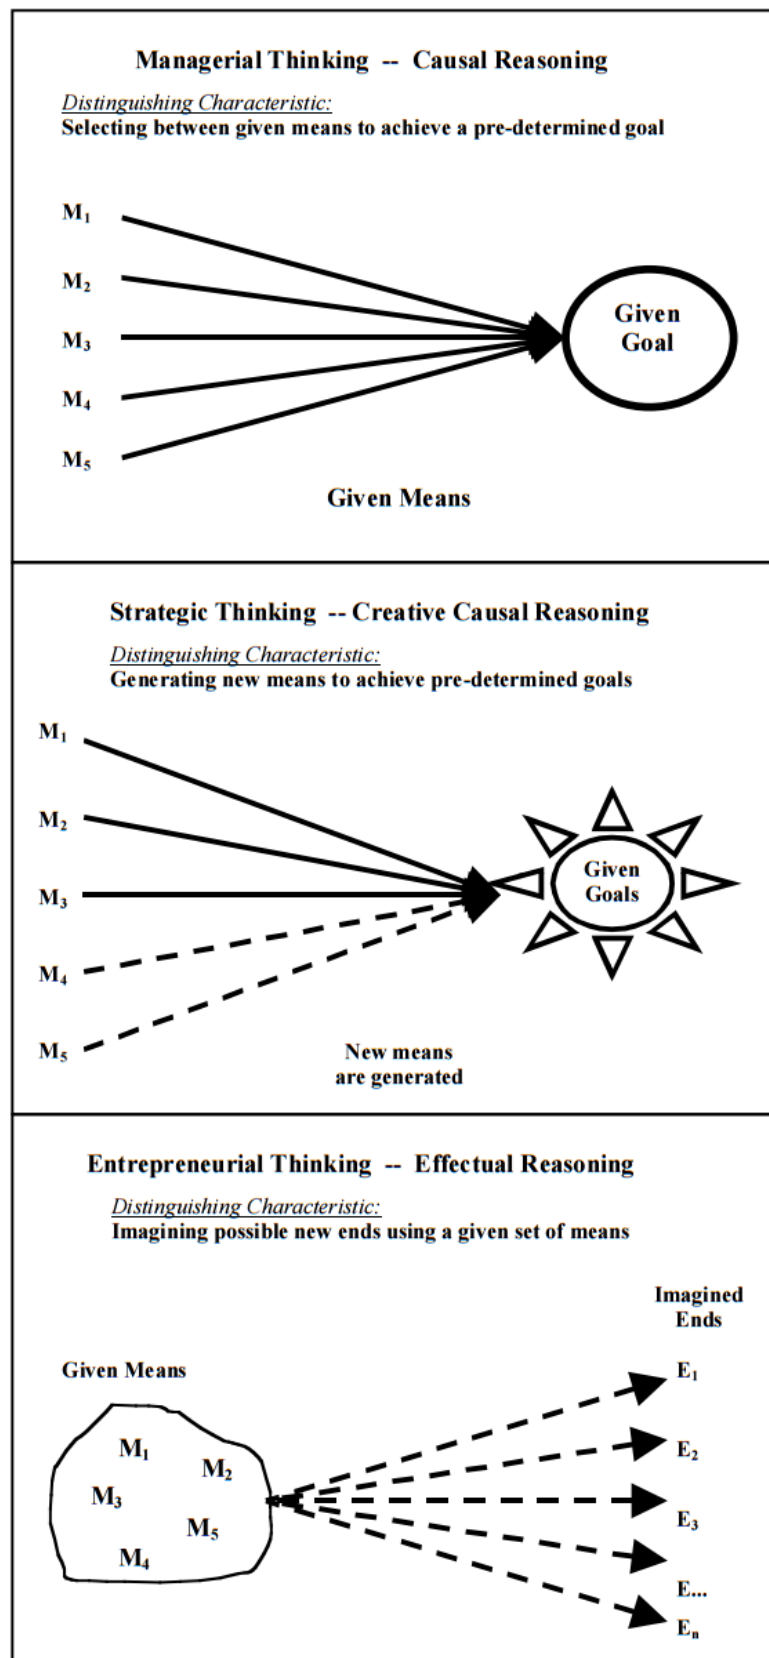 Managerial Thinking -- Causal Reasoning
Distinguishing Characteristic:
Selecting between given means to achieve a pre-determined goal
M₁
M₂
M₃
M₄
M₅
Given
Goal
Given Means
Strategic Thinking -- Creative Causal Reasoning
Distinguishing Characteristic:
Generating new means to achieve pre-determined goals
M₁
M₂
M₃
M₄
M₅
Given
Goals
New means
are generated
Entrepreneurial Thinking -- Effectual Reasoning
Distinguishing Characteristic:
Imagining possible new ends using a given set of means
Imagined
Ends
Given Means
M₁
M₂
M₃
M₅
M₄
E₁
E₂
E₃
E...
Eₙ